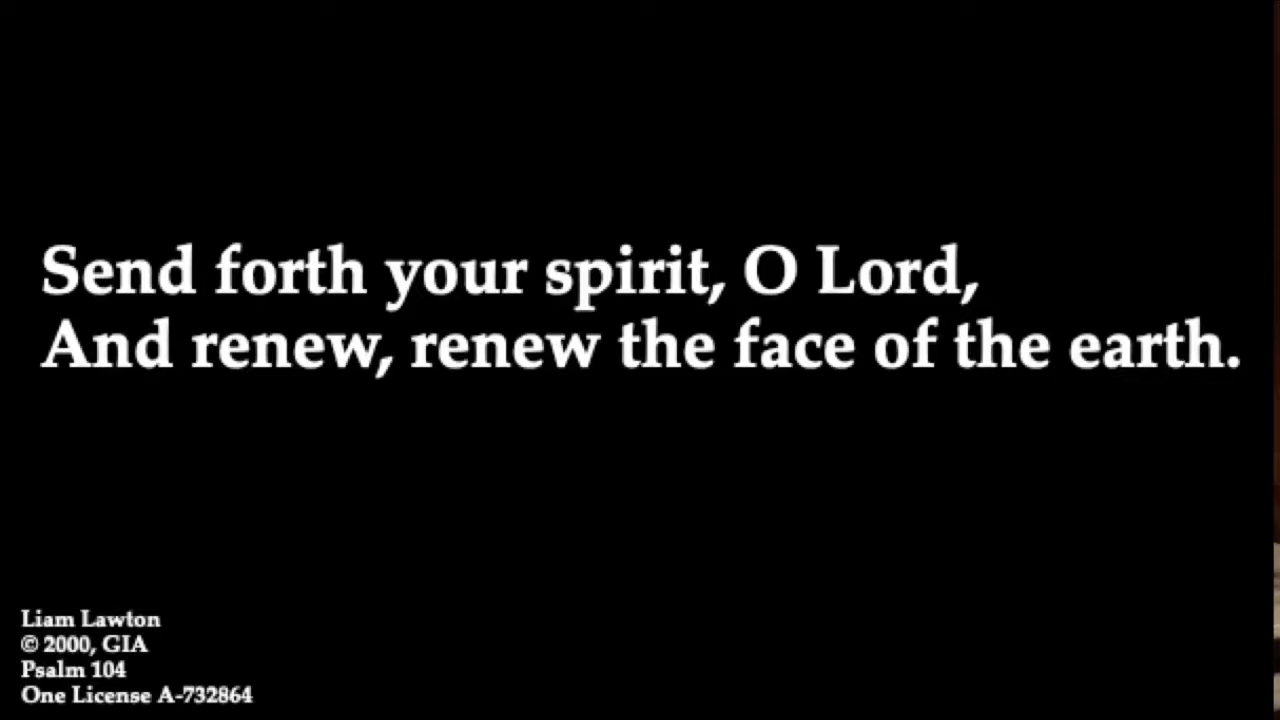 Send forth your spirit, O Lord,
And renew, renew the face of the earth.
Liam Lawton
© 2000, GIA
Psalm 104
One License A-732864